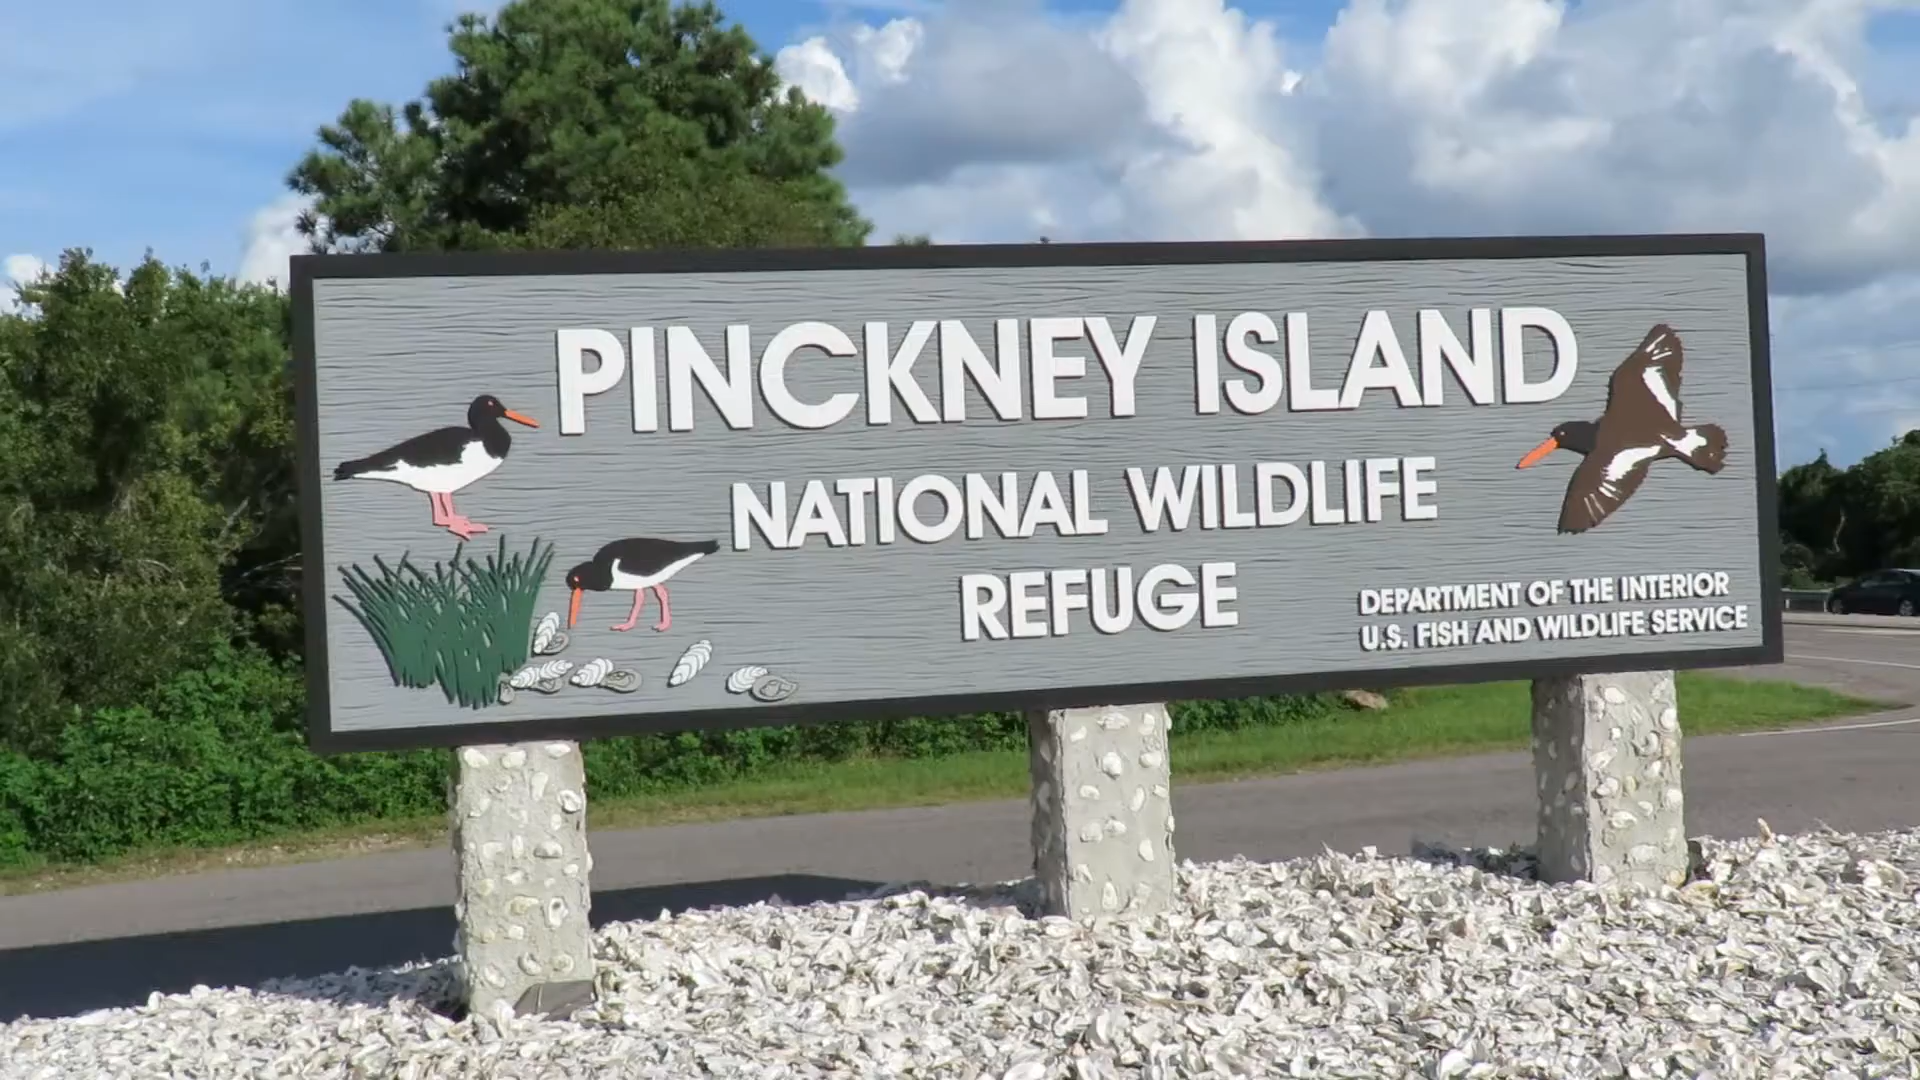 PINCKNEY ISLAND
NATIONAL WILDLIFE
REFUGE
DEPARTMENT OF THE INTERIOR
U.S. FISH AND WILDLIFE SERVICE